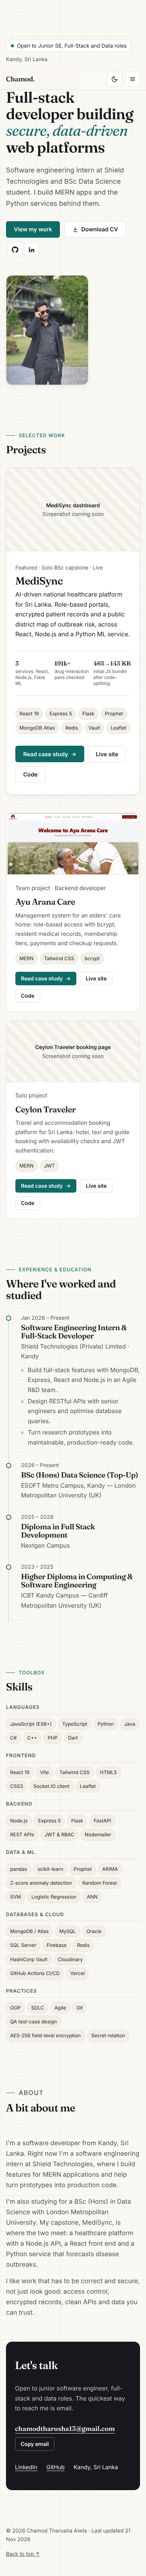 Open to Junior SE, Full-Stack and Data roles
Kandy, Sri Lanka
Chamod.
Full-stack
developer building
secure, data-driven
web platforms
Software engineering intern at Shield
Technologies and BSc Data Science
student. I build MERN apps and the
Python services behind them.
View my work
Download CV
SELECTED WORK
Projects
MediSync dashboard
Screenshot coming soon
Featured · Solo BSc capstone · Live
MediSync
AI-driven national healthcare platform
for Sri Lanka. Role-based portals,
encrypted patient records and a public
district map of outbreak risk, across
React, Node.js and a Python ML service.
3
services: React,
Node.js, Flask
ML
191k+
drug-interaction
pairs checked
465→145 KB
initial JS bundle
after code-
splitting
React 19
Express 5
Flask
Prophet
MongoDB Atlas
Redis
Vault
Leaflet
Read case study →
Live site
Code
Welcome to Ayu Arana Care
Team project · Backend developer
Ayu Arana Care
Management system for an elders' care
home: role-based access with bcrypt,
resident medical records, membership
tiers, payments and checkup requests.
MERN
Tailwind CSS
bcrypt
Read case study →
Live site
Code
Ceylon Traveler booking page
Screenshot coming soon
Solo project
Ceylon Traveler
Travel and accommodation booking
platform for Sri Lanka: hotel, taxi and guide
booking with availability checks and JWT
authentication.
MERN
JWT
Read case study →
Live site
Code
EXPERIENCE & EDUCATION
Where I've worked and
studied
Jan 2026 – Present
Software Engineering Intern &
Full-Stack Developer
Shield Technologies (Private) Limited ·
Kandy
Build full-stack features with MongoDB,
Express, React and Node.js in an Agile
R&D team.
Design RESTful APIs with senior
engineers and optimise database
queries.
Turn research prototypes into
maintainable, production-ready code.
2026 – Present
BSc (Hons) Data Science (Top-Up)
ESOFT Metro Campus, Kandy — London
Metropolitan University (UK)
2025 – 2026
Diploma in Full Stack
Development
Nextgen Campus
2023 – 2025
Higher Diploma in Computing &
Software Engineering
ICBT Kandy Campus — Cardiff
Metropolitan University (UK)
TOOLBOX
Skills
LANGUAGES
JavaScript (ES6+)
TypeScript
Python
Java
C#
C++
PHP
Dart
FRONTEND
React 19
Vite
Tailwind CSS
HTML5
CSS3
Socket.IO client
Leaflet
BACKEND
Node.js
Express 5
Flask
FastAPI
REST APIs
JWT & RBAC
Nodemailer
DATA & ML
pandas
scikit-learn
Prophet
ARIMA
Z-score anomaly detection
Random Forest
SVM
Logistic Regression
ANN
DATABASES & CLOUD
MongoDB / Atlas
MySQL
Oracle
SQL Server
Firebase
Redis
HashiCorp Vault
Cloudinary
GitHub Actions CI/CD
Vercel
PRACTICES
OOP
SDLC
Agile
Git
QA test-case design
AES-256 field-level encryption
Secret rotation
ABOUT
A bit about me
I'm a software developer from Kandy, Sri
Lanka. Right now I'm a software engineering
intern at Shield Technologies, where I build
features for MERN applications and help
turn prototypes into production code.
I'm also studying for a BSc (Hons) in Data
Science with London Metropolitan
University. My capstone, MediSync, is
where the two meet: a healthcare platform
with a Node.js API, a React front end and a
Python service that forecasts disease
outbreaks.
I like work that has to be correct and secure,
not just look good: access control,
encrypted records, clean APIs and data you
can trust.
Let's talk
Open to junior software engineer, full-
stack and data roles. The quickest way
to reach me is email.
chamodtharusha15@gmail.com
Copy email
LinkedIn
GitHub
Kandy, Sri Lanka
© 2026 Chamod Tharusha Alwis · Last updated 21
Nov 2026
Back to top ↑